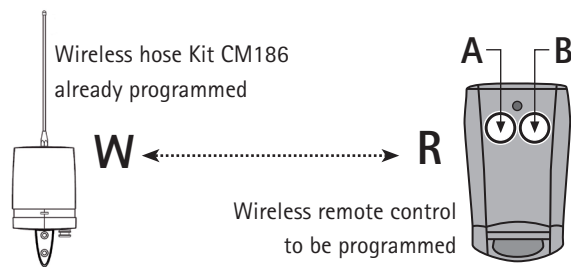 Wireless hose Kit CM186
already programmed
A B
W R
Wireless remote control
to be programmed